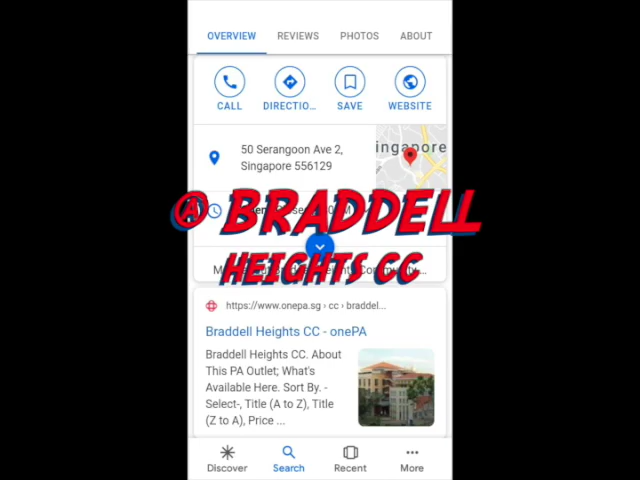 OVERVIEW REVIEWS PHOTOS ABOUT
CALL DIRECTIO... SAVE WEBSITE
50 Serangoon Ave 2,
Singapore 556129
ingapore
@ BRADDELL
HEIGHTS CC
https://www.onepa.sg › cc › braddel...
Braddell Heights CC - onePA
Braddell Heights CC. About
This PA Outlet; What's
Available Here. Sort By. -
Select-, Title (A to Z), Title
(Z to A), Price ...
Discover Search Recent More